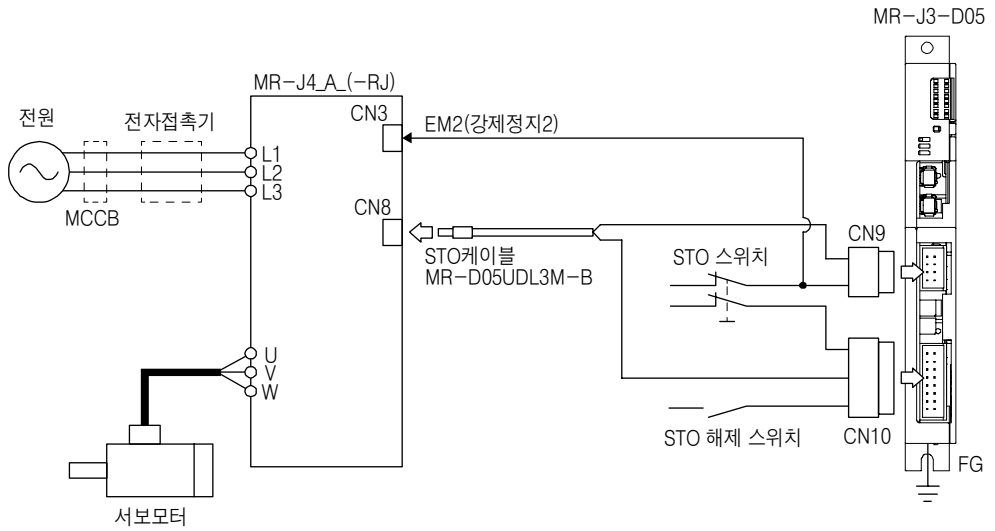 MR-J3-D05
MR-J4_A_(-RJ)
전원
전자접촉기
CN3
EM2(강제정지2)
L1
L2
L3
MCCB
CN8
STO케이블
MR-D05UDL3M-B
STO 스위치
CN9
U
V
W
STO 해제 스위치
CN10
FG
서보모터